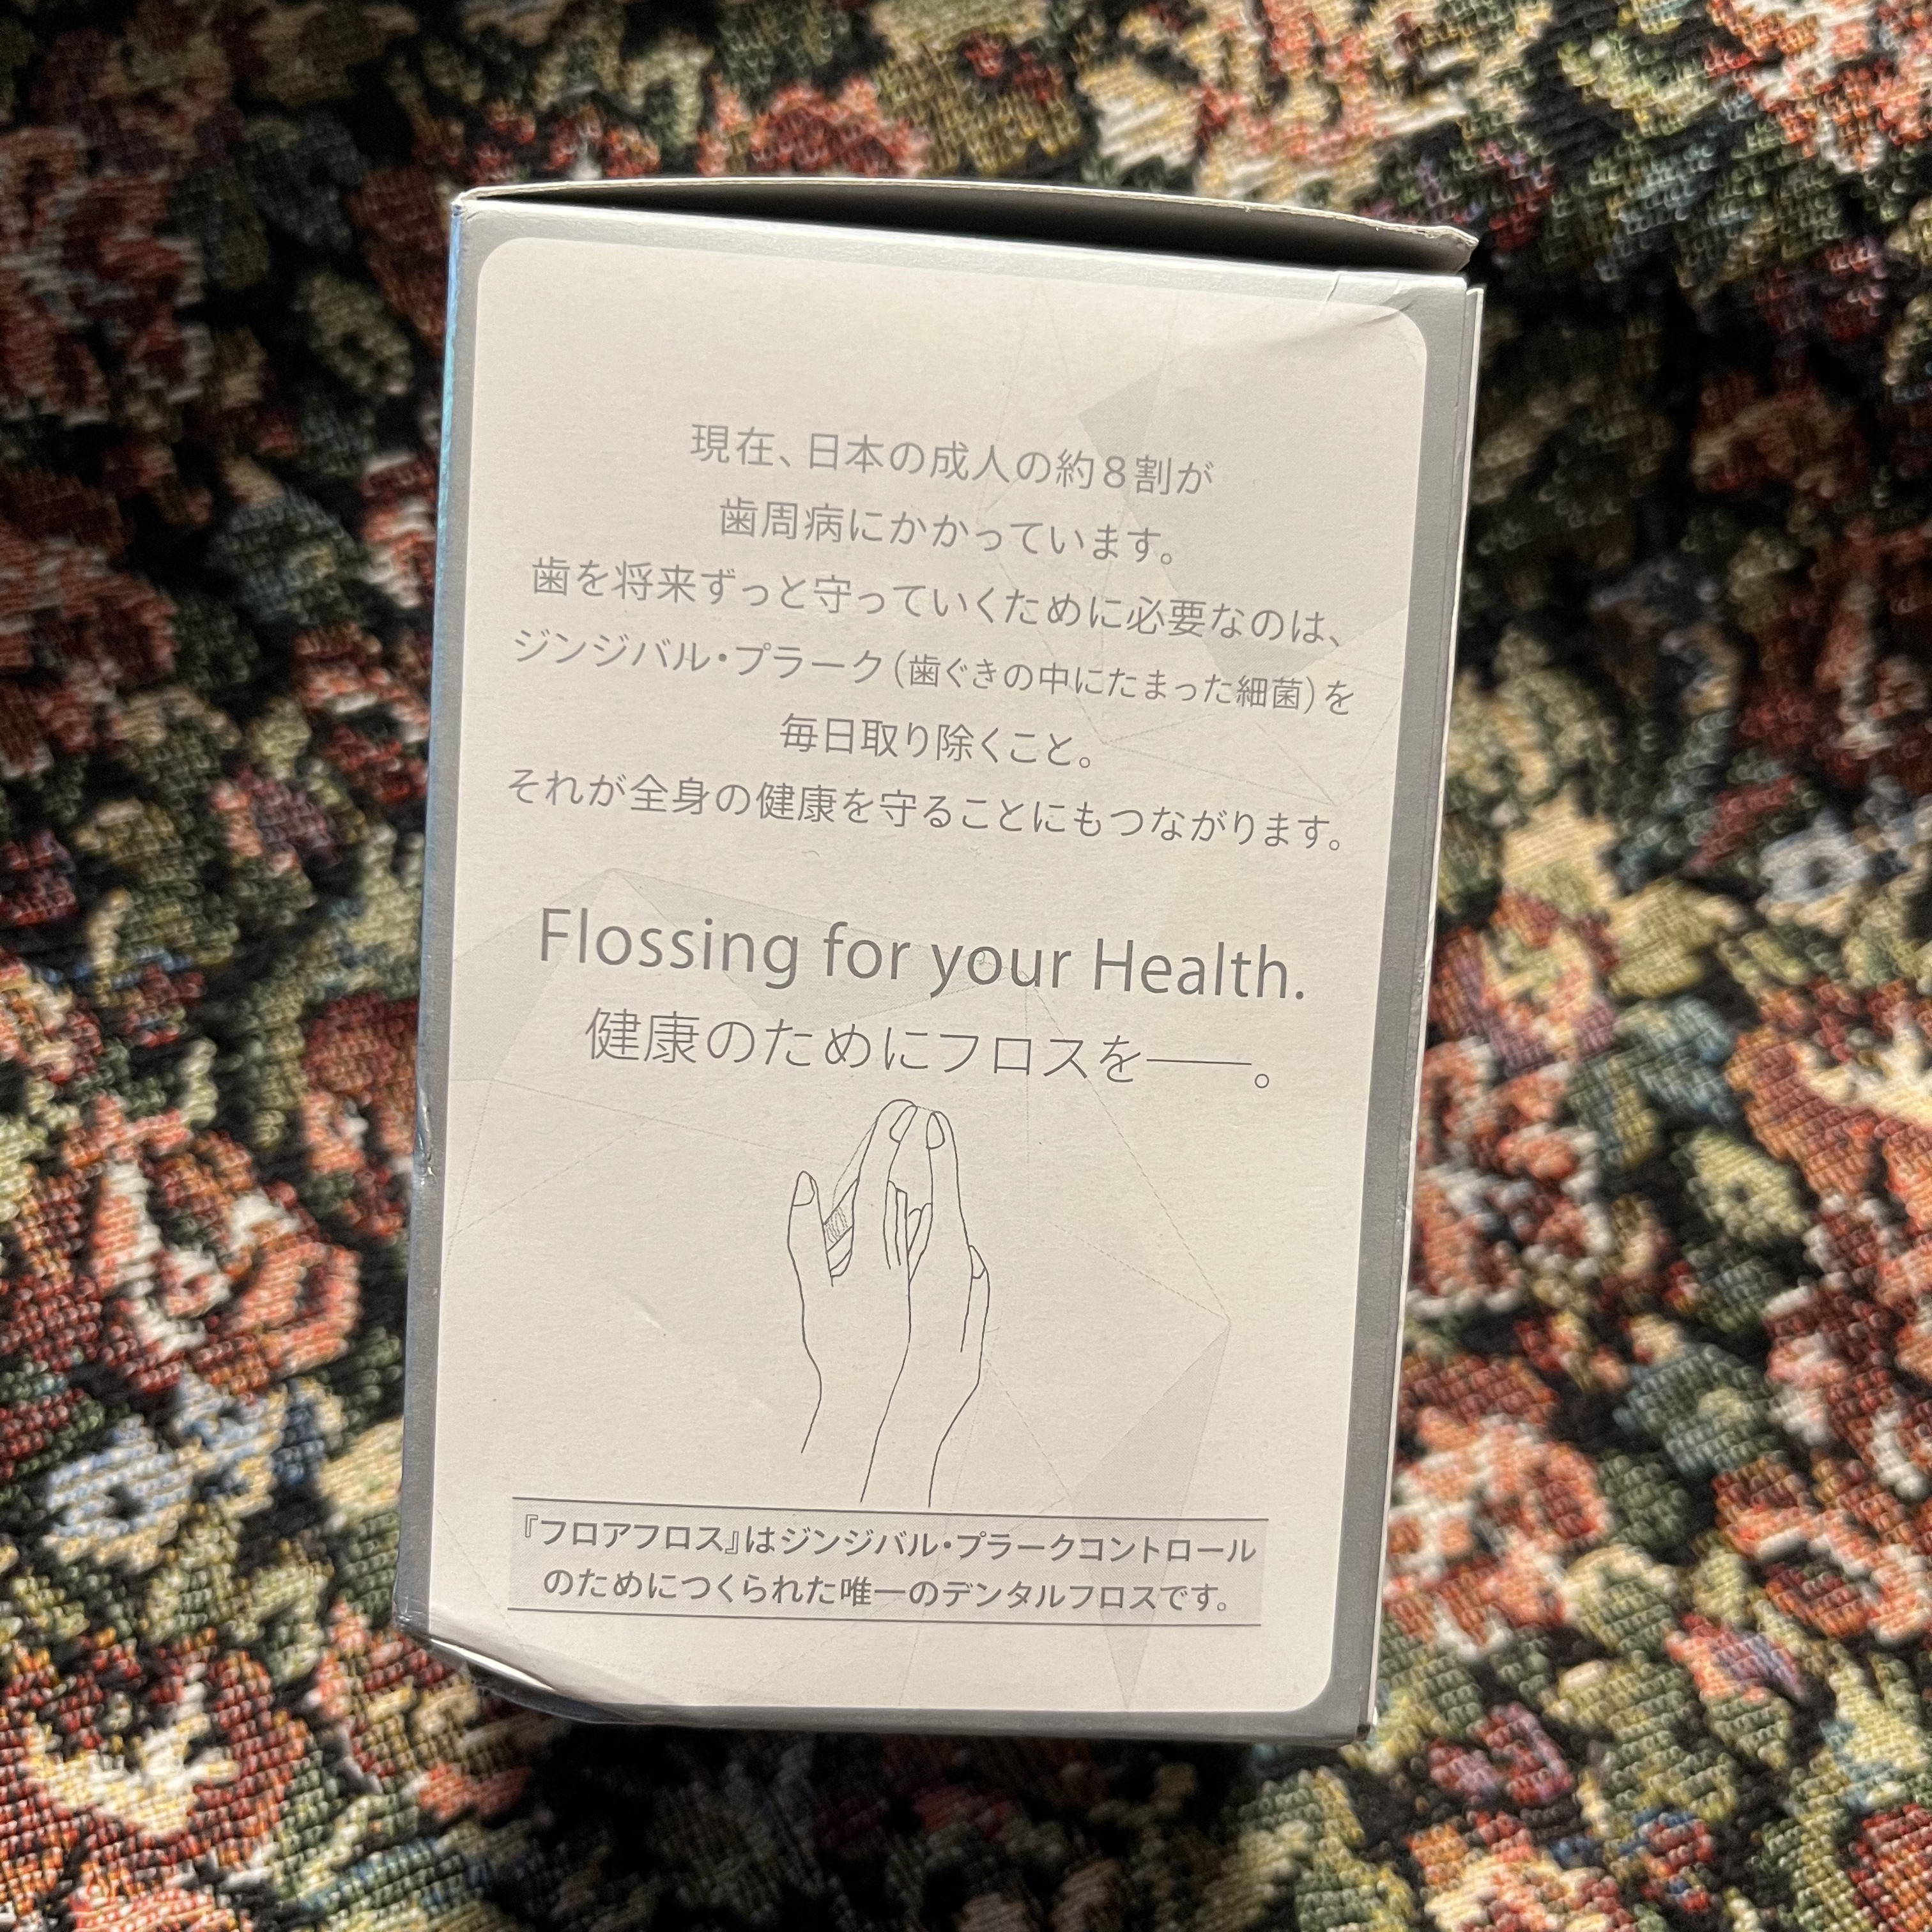 現在、日本の成人の約8割が
歯周病にかかっています。
歯を将来ずっと守っていくために必要なのは、
ジンジバル・プラーク(歯ぐきの中にたまった細菌)を
毎日取り除くこと。
それが全身の健康を守ることにもつながります。
Flossing for your Health.
健康のためにフロスを──。
『フロアフロス』はジンジバル・プラークコントロール
のためにつくられた唯一のデンタルフロスです。